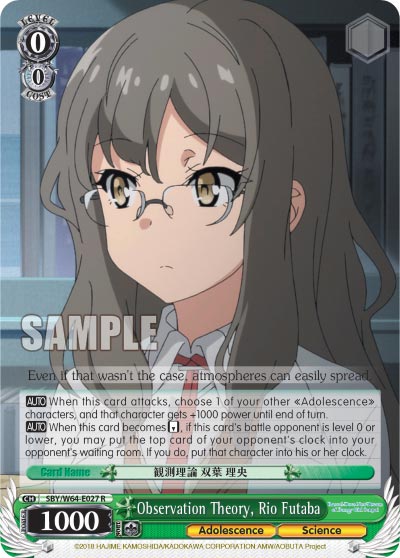 LEVEL
0
0
COST
SAMPLE
Even if that wasn't the case, atmospheres can easily spread
AUTO When this card attacks, choose 1 of your other «Adolescence»
characters, and that character gets +1000 power until end of turn.
AUTO When this card becomes, if this card's battle opponent is level 0 or
lower, you may put the top card of your opponent's clock into your
opponent's waiting room. If you do, put that character into his or her clock.
Card Name
観測理論 双葉 理央
CH SBY/W64-E027 R
POWER
1000
Observation Theory, Rio Futaba
Adolescence
Science
©2018 HAJIME KAMOSHIDA/KADOKAWA CORPORATION AMW/AOBUTA Project